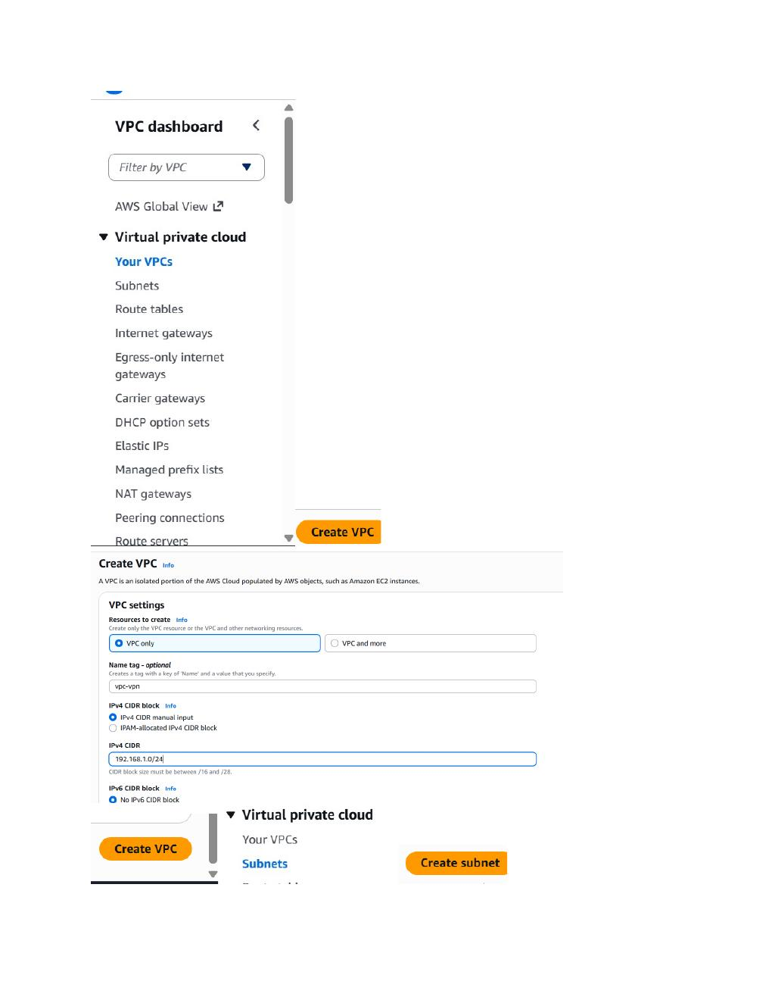 VPC dashboard
Filter by VPC
AWS Global View
Virtual private cloud
Your VPCs
Subnets
Route tables
Internet gateways
Egress-only internet
gateways
Carrier gateways
DHCP option sets
Elastic IPs
Managed prefix lists
NAT gateways
Peering connections
Route servers
Create VPC
Create VPC Info
A VPC is an isolated portion of the AWS Cloud populated by AWS objects, such as Amazon EC2 instances.
VPC settings
Resources to create Info
Create only the VPC resource or the VPC and other networking resources.
VPC only
VPC and more
Name tag - optional
Creates a tag with a key of 'Name' and a value that you specify.
vpc-vpn
IPv4 CIDR block Info
IPv4 CIDR manual input
IPAM-allocated IPv4 CIDR block
IPv4 CIDR
192.168.1.0/24
CIDR block size must be between /16 and /28.
IPv6 CIDR block Info
No IPv6 CIDR block
Create VPC
Virtual private cloud
Your VPCs
Subnets
Create subnet